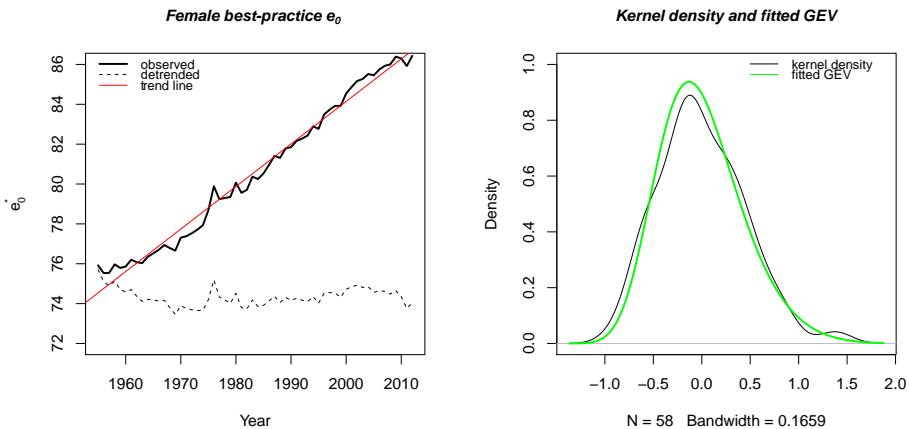 Female best-practice e0
observed
detrended
trend line
72
74
76
78
80
82
84
86
e0*
1960
1970
1980
1990
2000
2010
Year
Kernel density and fitted GEV
kernel density
fitted GEV
0.0
0.2
0.4
0.6
0.8
1.0
Density
−1.0
−0.5
0.0
0.5
1.0
1.5
2.0
N = 58 Bandwidth = 0.1659